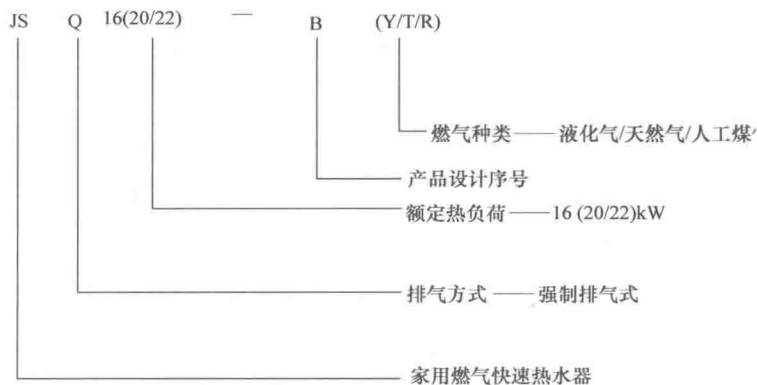 JS Q 16(20/22) — B (Y/T/R)
燃气种类——液化气/天然气/人工煤
产品设计序号
额定热负荷——16 (20/22)kW
排气方式——强制排气式
家用燃气快速热水器